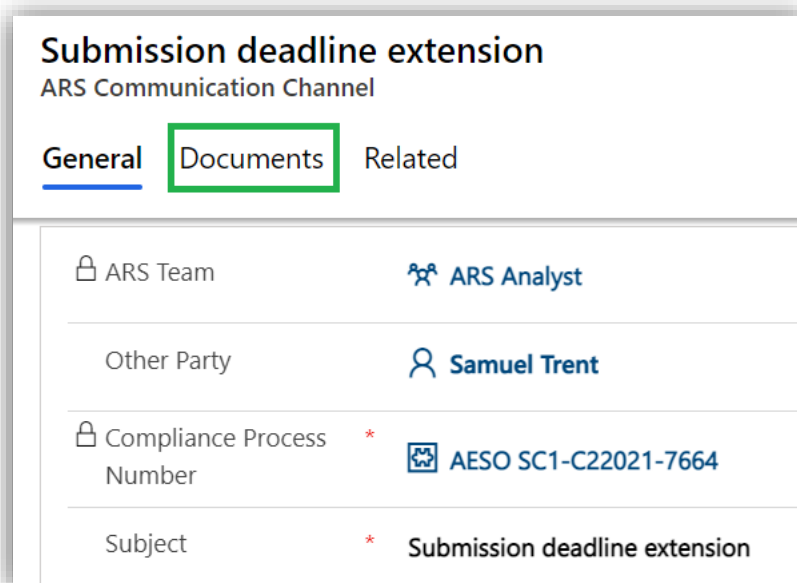 Submission deadline extension
ARS Communication Channel
General Documents Related
ARS Team ARS Analyst
Other Party Samuel Trent
Compliance Process Number * AESO SC1-C22021-7664
Subject * Submission deadline extension